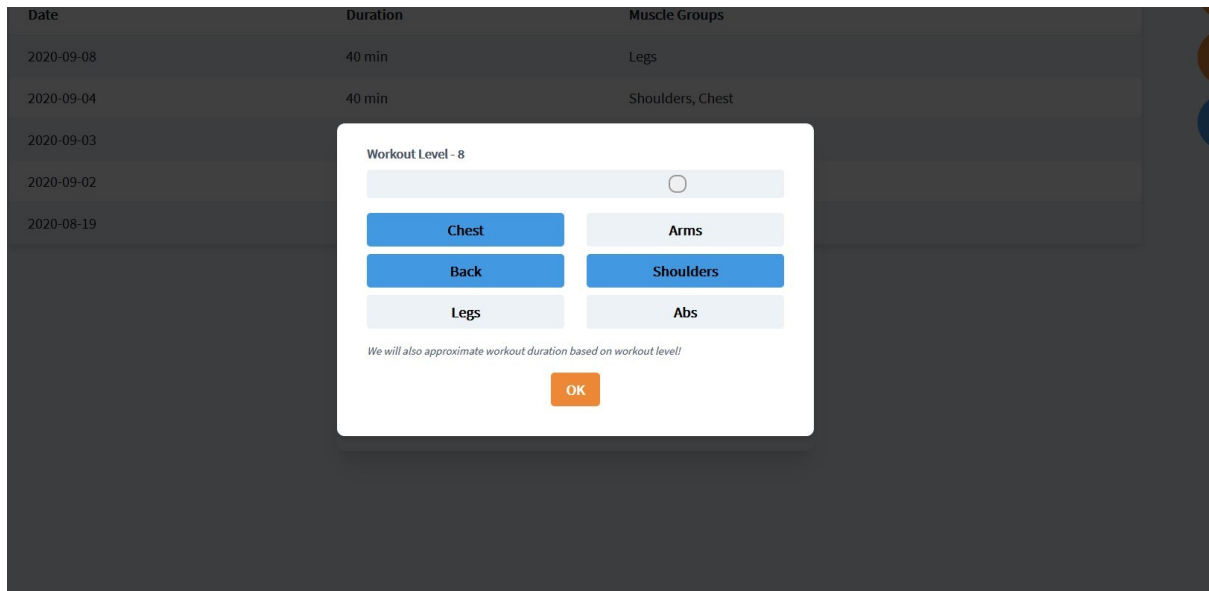 Date Duration Muscle Groups
2020-09-08 40 min Legs
2020-09-04 40 min Shoulders, Chest
2020-09-03
2020-09-02
2020-08-19
Workout Level - 8
Chest Arms
Back Shoulders
Legs Abs
We will also approximate workout duration based on workout level!
OK